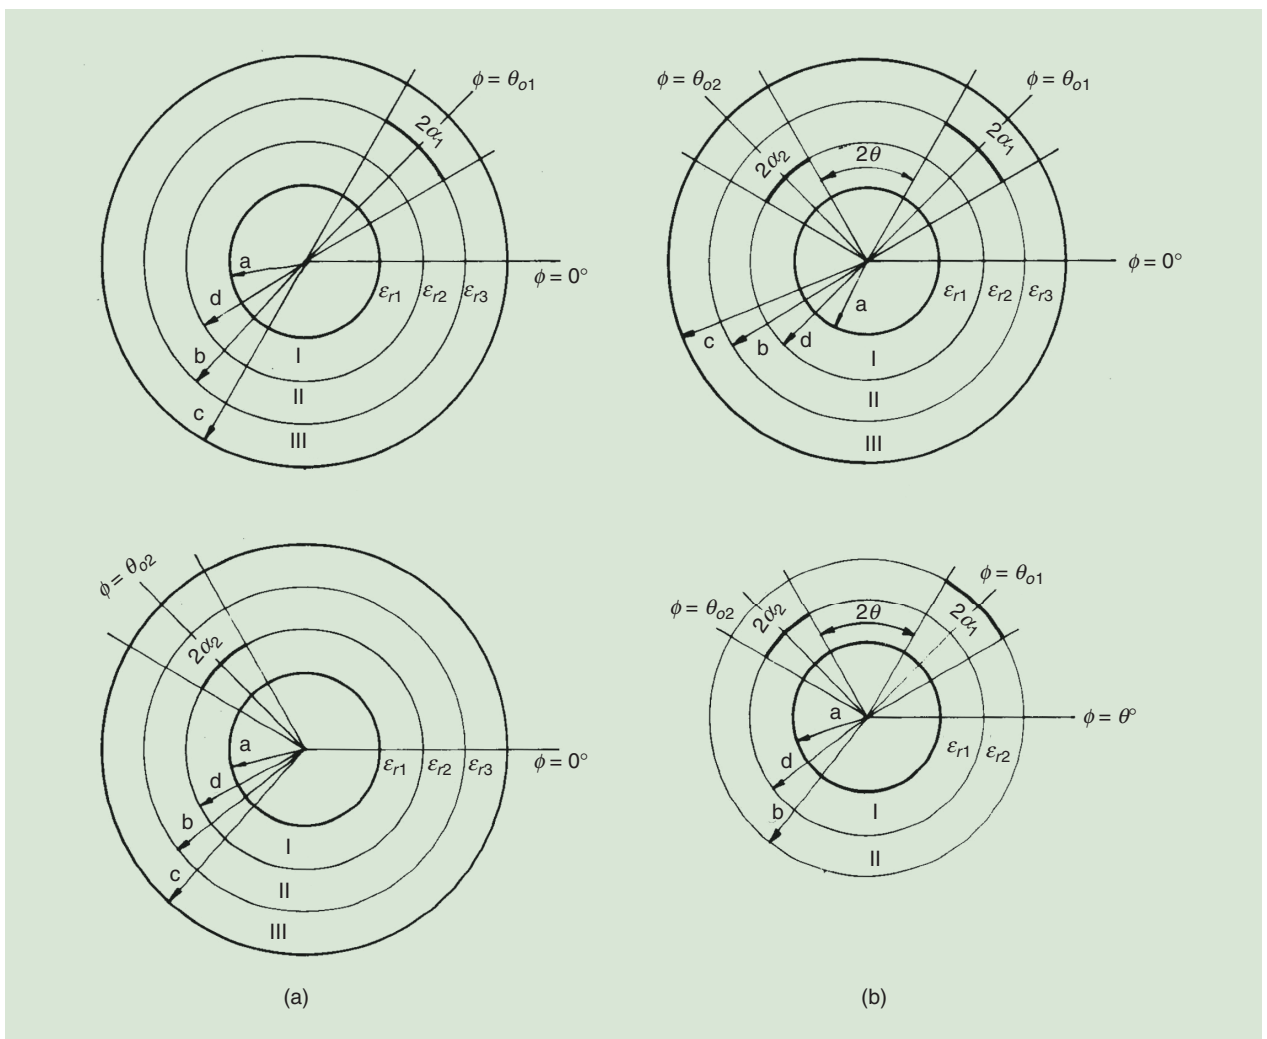 ϕ = θo1
2α1
a
d
b
c
εr1 εr2 εr3
ϕ = 0°
I
II
III
ϕ = θo2
ϕ = θo1
2α2
2θ
2α1
ϕ = 0°
εr1 εr2 εr3
a
c b d
I
II
III
ϕ = θo2
2α2
a
d
b
c
εr1 εr2 εr3
ϕ = 0°
I
II
III
(a)
ϕ = θo1
ϕ = θo2
2α2
2θ
2α1
a
d
b
ϕ = θ°
εr1 εr2
I
II
(b)